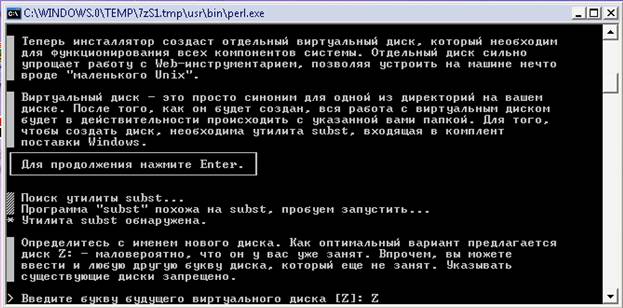 C:\WINDOWS.0\TEMP\7zS1.tmp\usr\bin\perl.exe
Теперь инсталлятор создаст отдельный виртуальный диск, который необходим
для функционирования всех компонентов системы. Отдельный диск сильно
упрощает работу с Web-инструментарием, позволяя устроить на машине нечто
вроде "маленького Unix".
Виртуальный диск - это просто синоним для одной из директорий на вашем
диске. После того, как он будет создан, вся работа с виртуальным диском
будет в действительности происходить с указанной вами папкой. Для того,
чтобы создать диск, необходима утилита subst, входящая в комплент
поставки Windows.
Для продолжения нажмите Enter.
Поиск утилиты subst...
Программа "subst" похожа на subst, пробуем запустить...
* Утилита subst обнаружена.
Определитесь с именем нового диска. Как оптимальный вариант предлагается
диск Z: - маловероятно, что он у вас уже занят. Впрочем, вы можете
ввести и любую другую букву диска, который еще не занят. Указывать
существующие диски запрещено.
> Введите букву будущего виртуального диска [Z]: Z